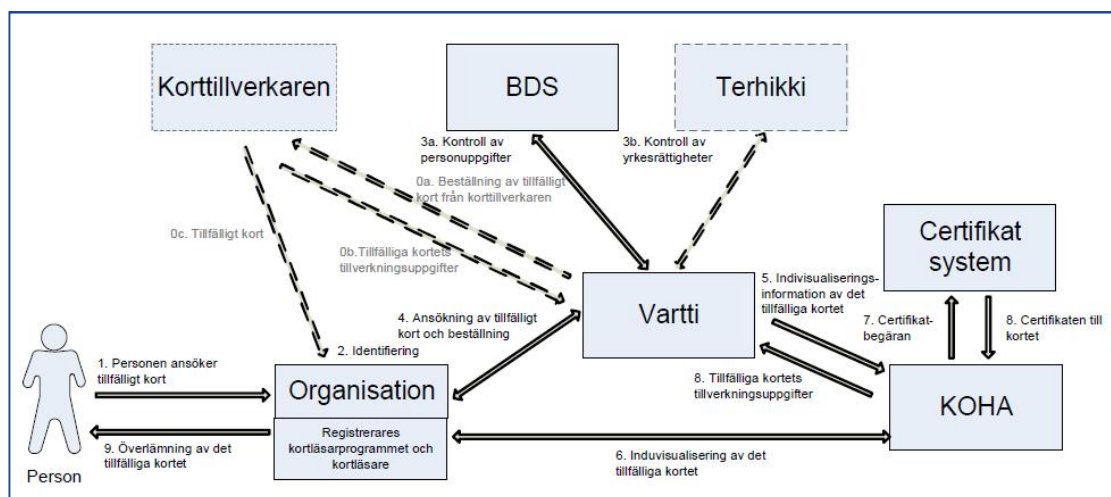 Korttillverkaren
BDS
Terhikki
3a. Kontroll av
personuppgifter
3b. Kontroll av
yrkesrättigheter
0a. Beställning av tillfälligt
kort från korttillverkaren
0c. Tillfälligt kort
0b.Tillfälliga kortets
tillverkningsuppgifter
Certifikat
system
Vartti
5. Indivisualiserings-
information av det
tillfälliga kortet
4. Ansökning av tillfälligt
kort och beställning
7. Certifikat-
begäran
8. Certifikaten till
kortet
2. Identifiering
1. Personen ansöker
tillfälligt kort
Organisation
8. Tillfälliga kortets
tillverkningsuppgifter
KOHA
Registrerares
kortläsarprogrammet och
kortläsare
9. Överlämning av det
tillfälliga kortet
6. Induvisualisering av det
tillfälliga kortet
Person